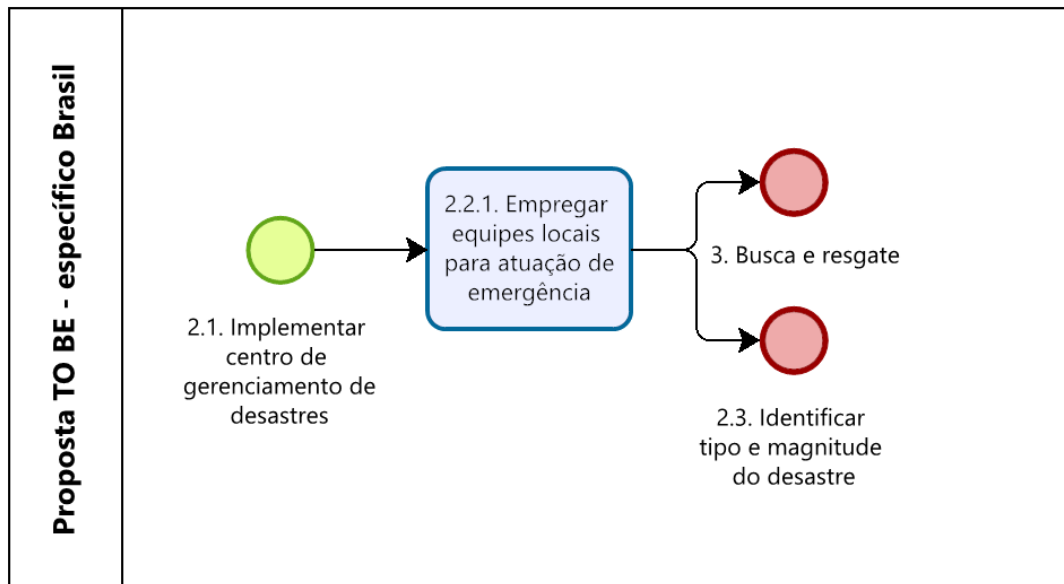 Proposta TO BE - específico Brasil
2.1. Implementar
centro de
gerenciamento de
desastres
2.2.1. Empregar
equipes locais
para atuação de
emergência
3. Busca e resgate
2.3. Identificar
tipo e magnitude
do desastre